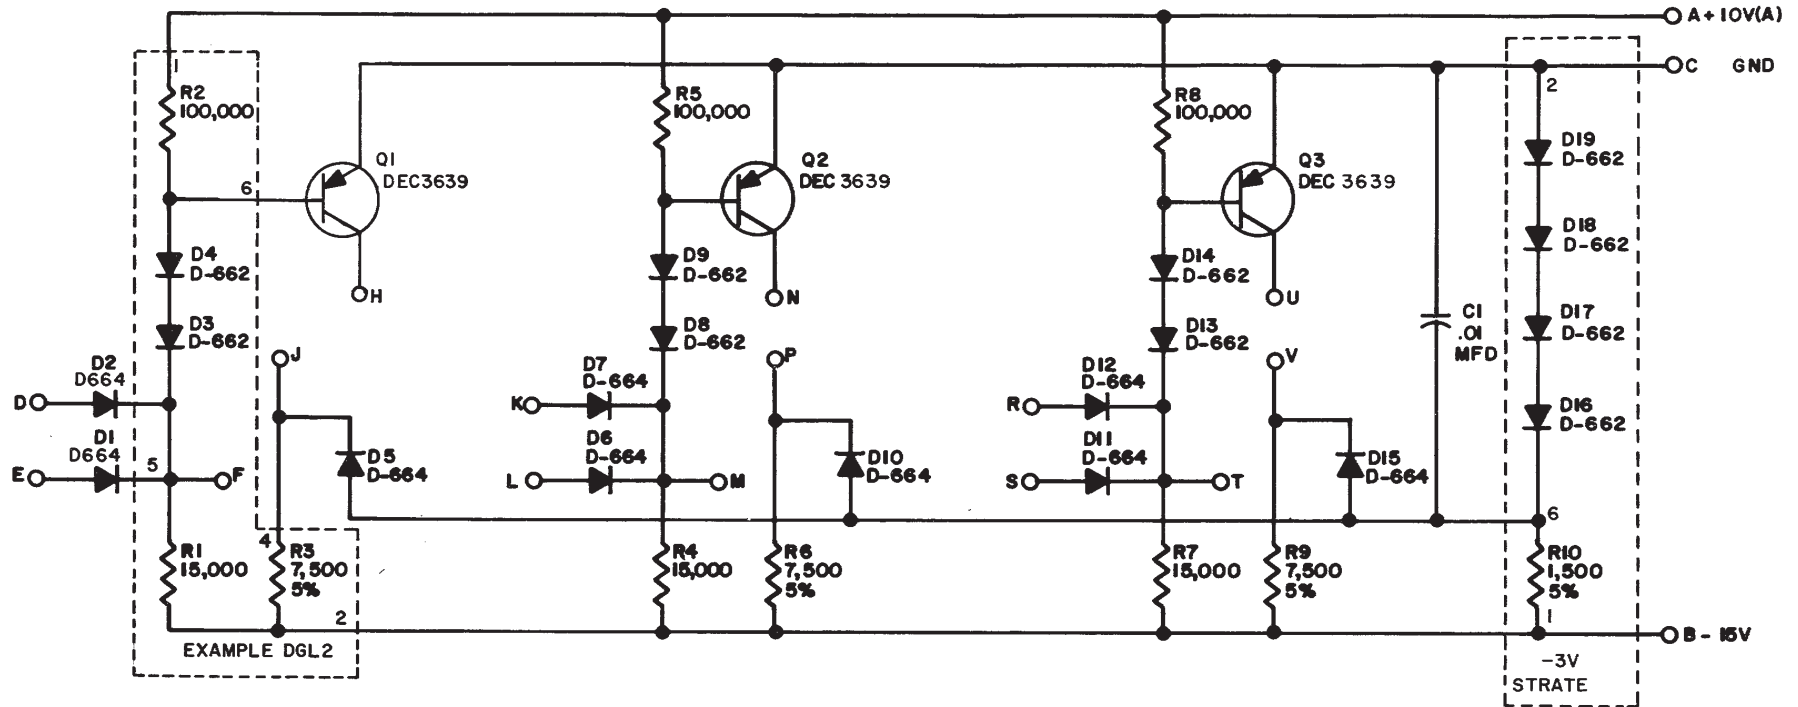 A+10V(A)
C GND
1
2
R2
100,000
R5
100,000
R8
100,000
D19
D-662
Q1
DEC3639
Q2
DEC 3639
Q3
DEC 3639
6
D18
D-662
D4
D-662
D9
D-662
D14
D-662
H
N
U
C1
.01
MFD
D17
D-662
D3
D-662
D8
D-662
D13
D-662
J
P
V
D2
D664
D7
D-664
D12
D-664
D
K
R
D16
D-662
D1
D664
D6
D-664
D11
D-664
E
5
F
D5
D-664
L
M
D10
D-664
S
T
D15
D-664
6
4
R1
15,000
R3
7,500
5%
R4
15,000
R6
7,500
5%
R7
15,000
R9
7,500
5%
R10
1,500
5%
1
2
B-15V
EXAMPLE DGL2
-3V
STRATE